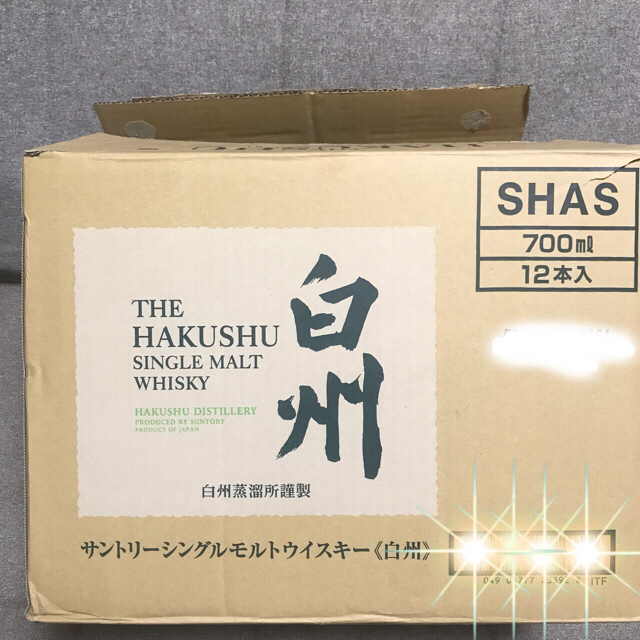 SHAS
700ml
12本入
THE
HAKUSHU
SINGLE MALT
WHISKY
HAKUSHU DISTILLERY
PRODUCED BY SUNTORY
PRODUCT OF JAPAN
白州
白州蒸溜所謹製
サントリーシングルモルトウイスキー《白州》
ITF